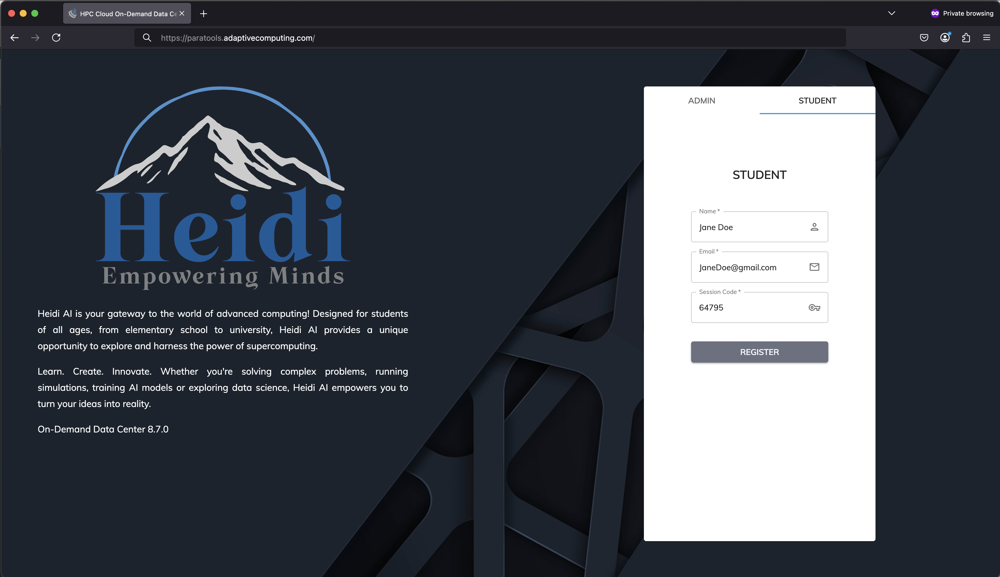 HPC Cloud On-Demand Data Ce
Private browsing
https://paratools.adaptivecomputing.com/
Heidi
Empowering Minds
Heidi AI is your gateway to the world of advanced computing! Designed for students
of all ages, from elementary school to university, Heidi AI provides a unique
opportunity to explore and harness the power of supercomputing.
Learn. Create. Innovate. Whether you're solving complex problems, running
simulations, training AI models or exploring data science, Heidi AI empowers you to
turn your ideas into reality.
On-Demand Data Center 8.7.0
ADMIN
STUDENT
STUDENT
Name *
Jane Doe
Email *
JaneDoe@gmail.com
Session Code *
64795
REGISTER